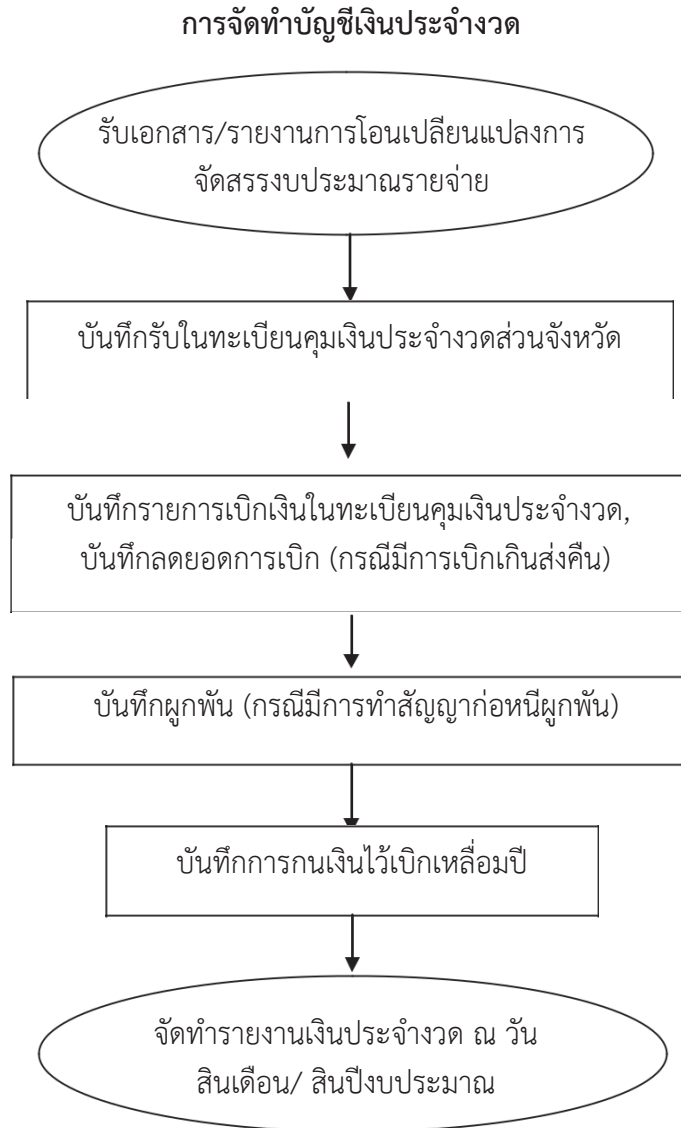 การจัดทำบัญชีเงินประจำงวด
รับเอกสาร/รายงานการโอนเปลี่ยนแปลงการ
จัดสรรงบประมาณรายจ่าย
บันทึกรับในทะเบียนคุมเงินประจำงวดส่วนจังหวัด
บันทึกรายการเบิกเงินในทะเบียนคุมเงินประจำงวด,
บันทึกลดยอดการเบิก (กรณีมีการเบิกเกินส่งคืน)
บันทึกผูกพัน (กรณีมีการทำสัญญาก่อหนีผูกพัน)
บันทึกการกนเงินไว้เบิกเหลื่อมปี
จัดทำรายงานเงินประจำงวด ณ วัน
สินเดือน/ สินปีงบประมาณ